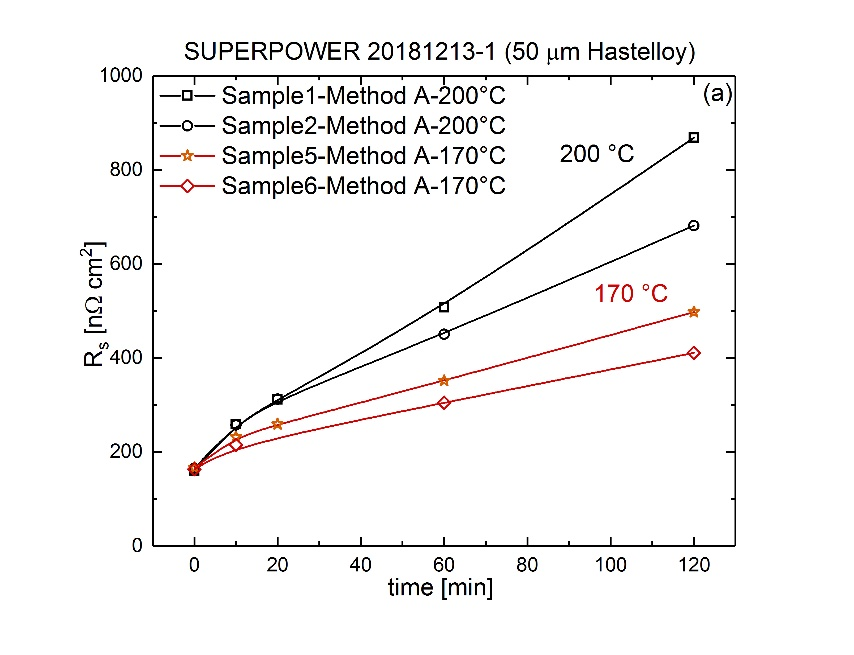 SUPERPOWER 20181213-1 (50 μm Hastelloy)
(a)
Sample1-Method A-200°C
Sample2-Method A-200°C
Sample5-Method A-170°C
Sample6-Method A-170°C
200 °C
170 °C
1000
800
600
400
200
0
Rs [nΩ cm²]
0 20 40 60 80 100 120
time [min]